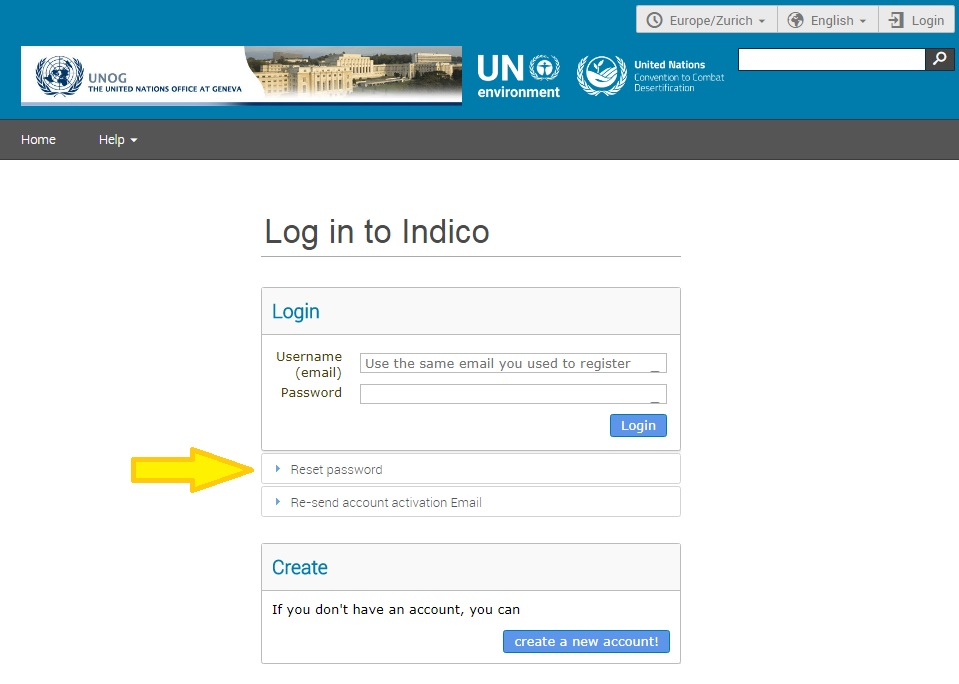 Europe/Zurich
English
Login
UNOG
THE UNITED NATIONS OFFICE AT GENEVA
UN
environment
United Nations
Convention to Combat
Desertification
Home
Help
Log in to Indico
Login
Username
(email)
Use the same email you used to register
Password
Login
Reset password
Re-send account activation Email
Create
If you don't have an account, you can
create a new account!